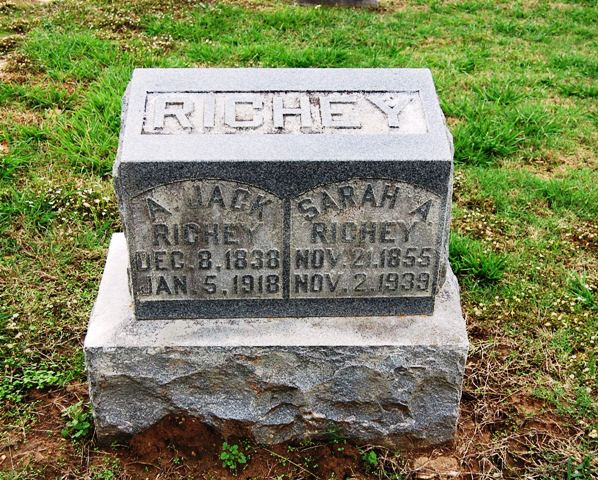 RICHEY
A. JACK
RICHEY
DEC. 8, 1838
JAN. 5, 1918
SARAH A.
RICHEY
NOV. 21, 1855
NOV. 2, 1939